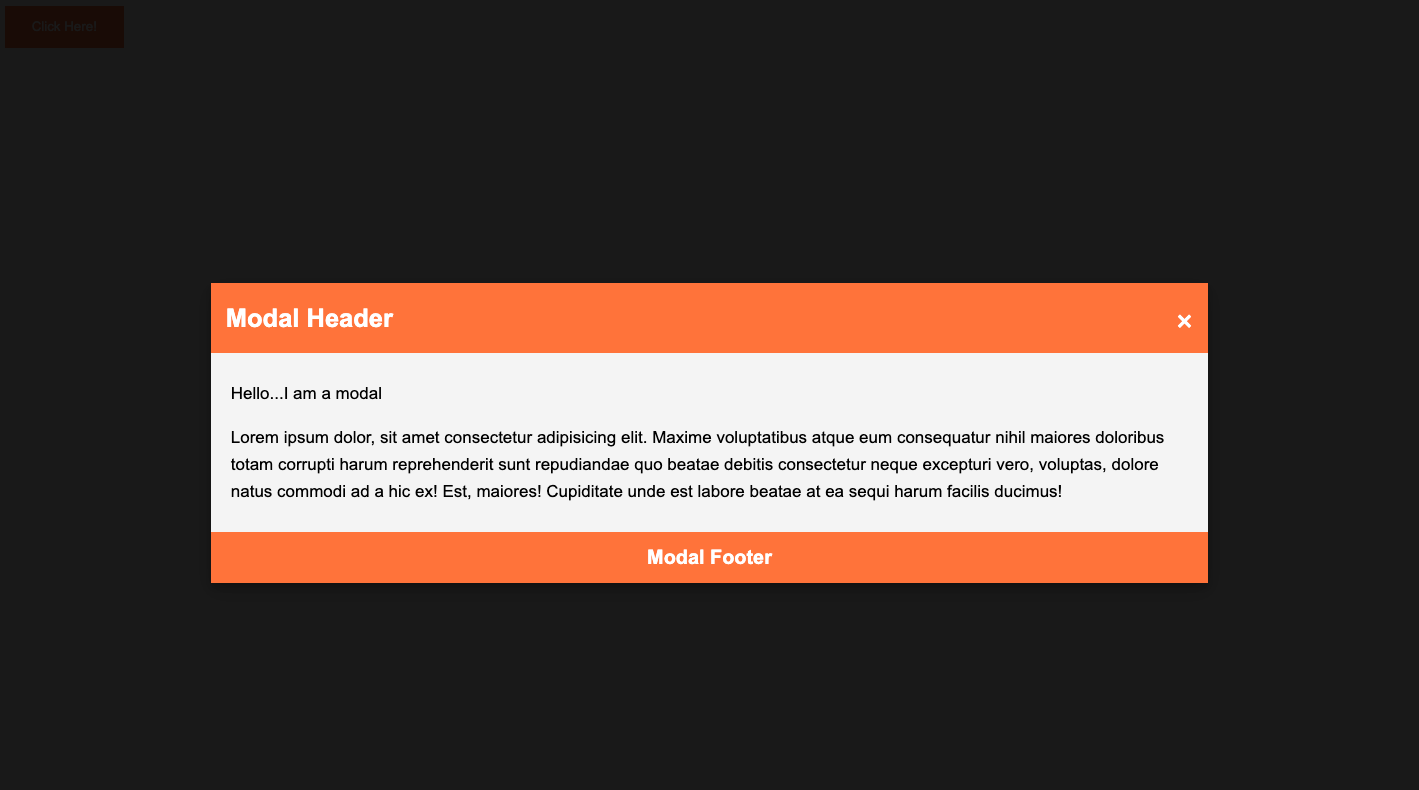 Click Here!
Modal Header
×
Hello...I am a modal
Lorem ipsum dolor, sit amet consectetur adipisicing elit. Maxime voluptatibus atque eum consequatur nihil maiores doloribus
totam corrupti harum reprehenderit sunt repudiandae quo beatae debitis consectetur neque excepturi vero, voluptas, dolore
natus commodi ad a hic ex! Est, maiores! Cupiditate unde est labore beatae at ea sequi harum facilis ducimus!
Modal Footer